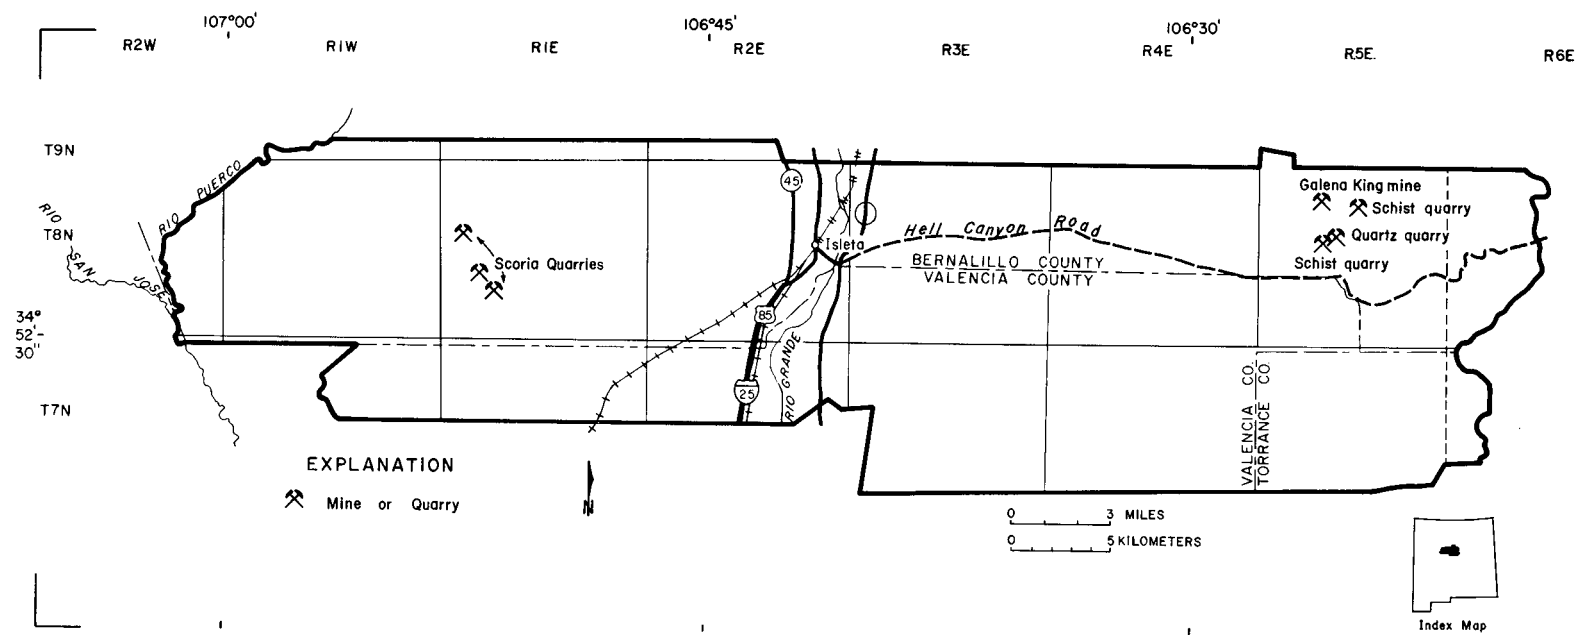 107°00'
106°45'
106°30'
R2W
R1W
R1E
R2E
R3E
R4E
R5E.
R6E
T9N
RIO PUERCO
45
Galena King mine
Schist quarry
RIO SAN JOSE
T8N
Hell Canyon Road
Quartz quarry
Isleta
Scoria Quarries
BERNALILLO COUNTY
VALENCIA COUNTY
Schist quarry
34°
52'-
30"
85
RIO GRANDE
25
VALENCIA CO.
TORRANCE CO.
T7N
EXPLANATION
Mine or Quarry
N
0 3 MILES
0 5 KILOMETERS
Index Map